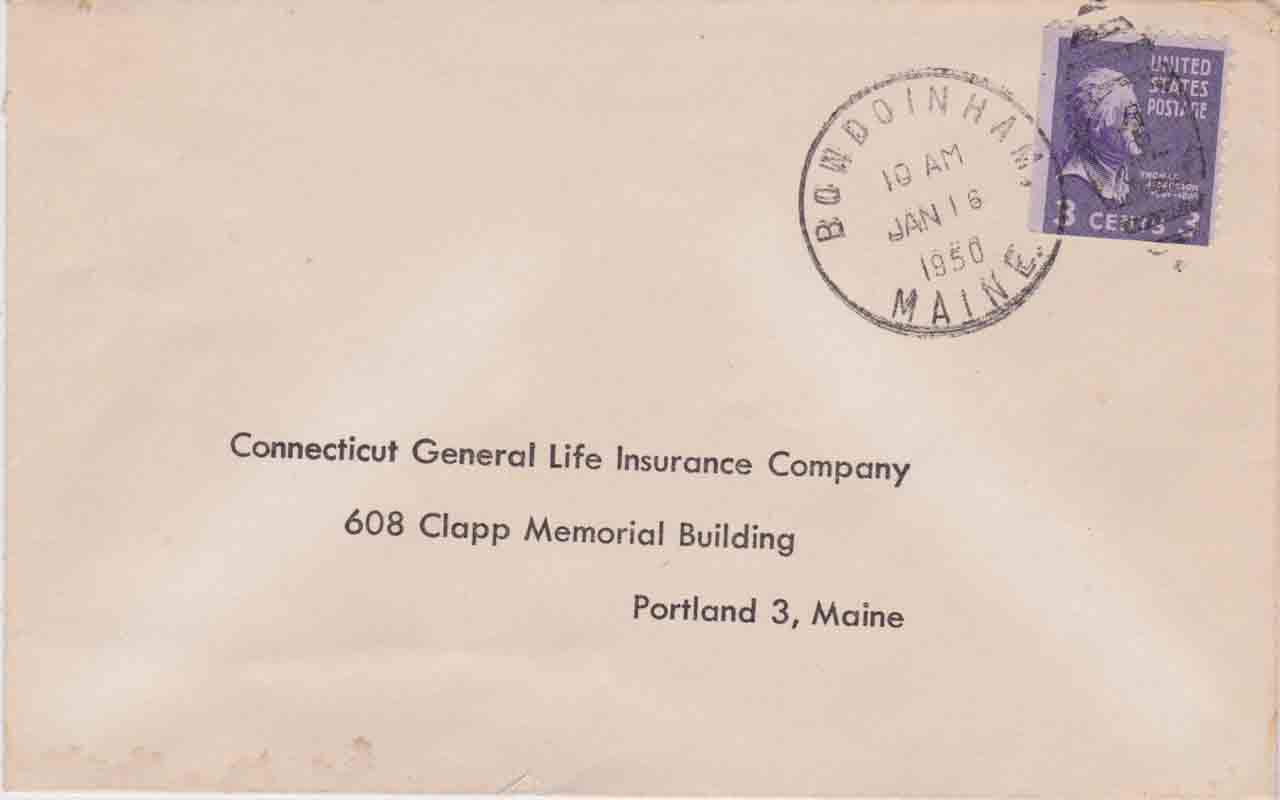 UNITED
STATES
POSTAGE
3 CENTS 3
BOWDOINHAM,
10 AM
JAN 16
1950
MAINE.
Connecticut General Life Insurance Company
608 Clapp Memorial Building
Portland 3, Maine